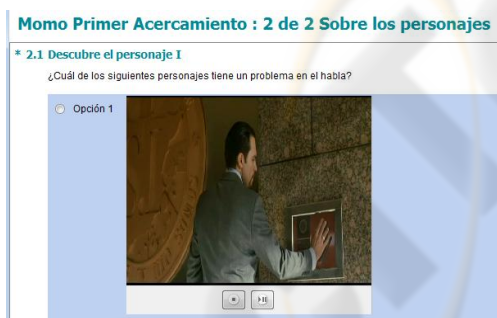 Momo Primer Acercamiento : 2 de 2 Sobre los personajes
* 2.1 Descubre el personaje I
¿Cuál de los siguientes personajes tiene un problema en el habla?
Opción 1